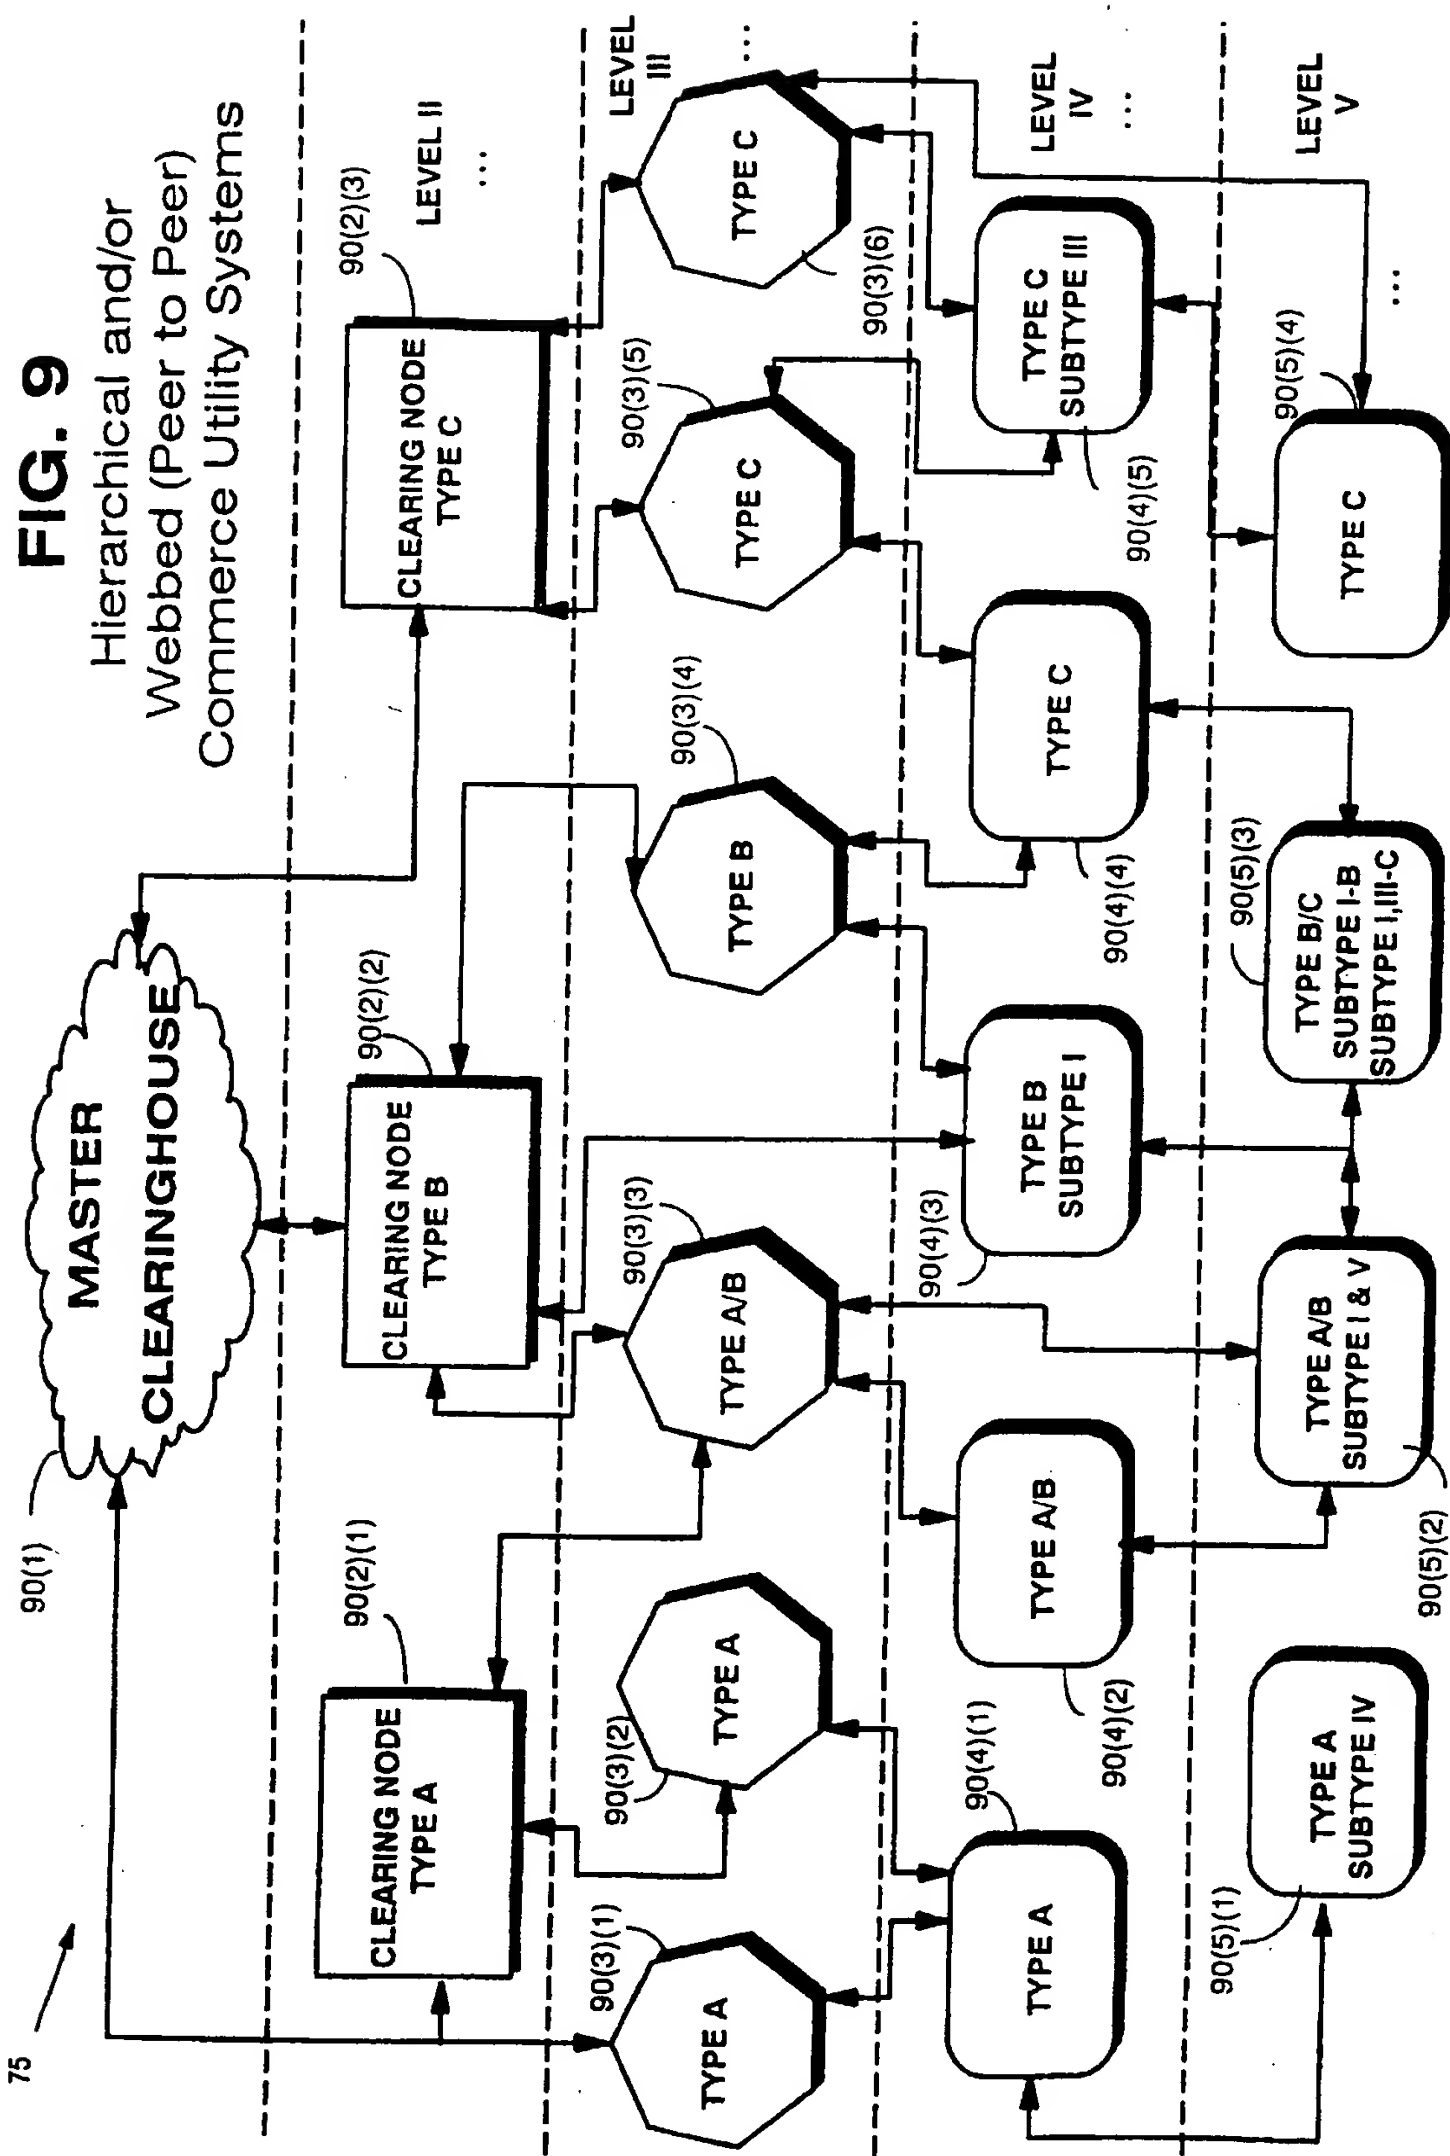 FIG. 9
Hierarchical and/or
Webbed (Peer to Peer)
Commerce Utility Systems
75
90(1)
MASTER
CLEARINGHOUSE
90(2)(1)
CLEARING NODE
TYPE A
90(2)(2)
CLEARING NODE
TYPE B
90(2)(3)
CLEARING NODE
TYPE C
LEVEL II
...
90(3)(1)
TYPE A
90(3)(2)
TYPE A
90(3)(3)
TYPE A/B
90(3)(4)
TYPE B
90(3)(5)
TYPE C
90(3)(6)
TYPE C
LEVEL
III
...
90(4)(1)
TYPE A
90(4)(2)
TYPE A/B
90(4)(3)
TYPE B
SUBTYPE I
90(4)(4)
TYPE C
90(4)(5)
TYPE C
SUBTYPE III
LEVEL
IV
...
90(5)(1)
TYPE A
SUBTYPE IV
90(5)(2)
TYPE A/B
SUBTYPE I & V
90(5)(3)
TYPE B/C
SUBTYPE I-B
SUBTYPE I,III-C
90(5)(4)
TYPE C
LEVEL
V
...